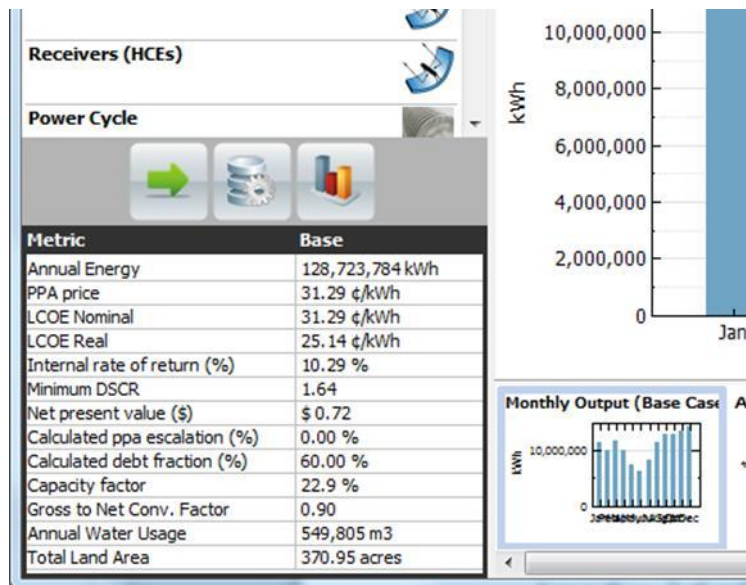 Receivers (HCEs)
Power Cycle
Metric Base
Annual Energy 128,723,784 kWh
PPA price 31.29 ¢/kWh
LCOE Nominal 31.29 ¢/kWh
LCOE Real 25.14 ¢/kWh
Internal rate of return (%) 10.29 %
Minimum DSCR 1.64
Net present value ($) $ 0.72
Calculated ppa escalation (%) 0.00 %
Calculated debt fraction (%) 60.00 %
Capacity factor 22.9 %
Gross to Net Conv. Factor 0.90
Annual Water Usage 549,805 m3
Total Land Area 370.95 acres
kWh
10,000,000
8,000,000
6,000,000
4,000,000
2,000,000
0
Jan
Monthly Output (Base Case A
kWh
10,000,000
0